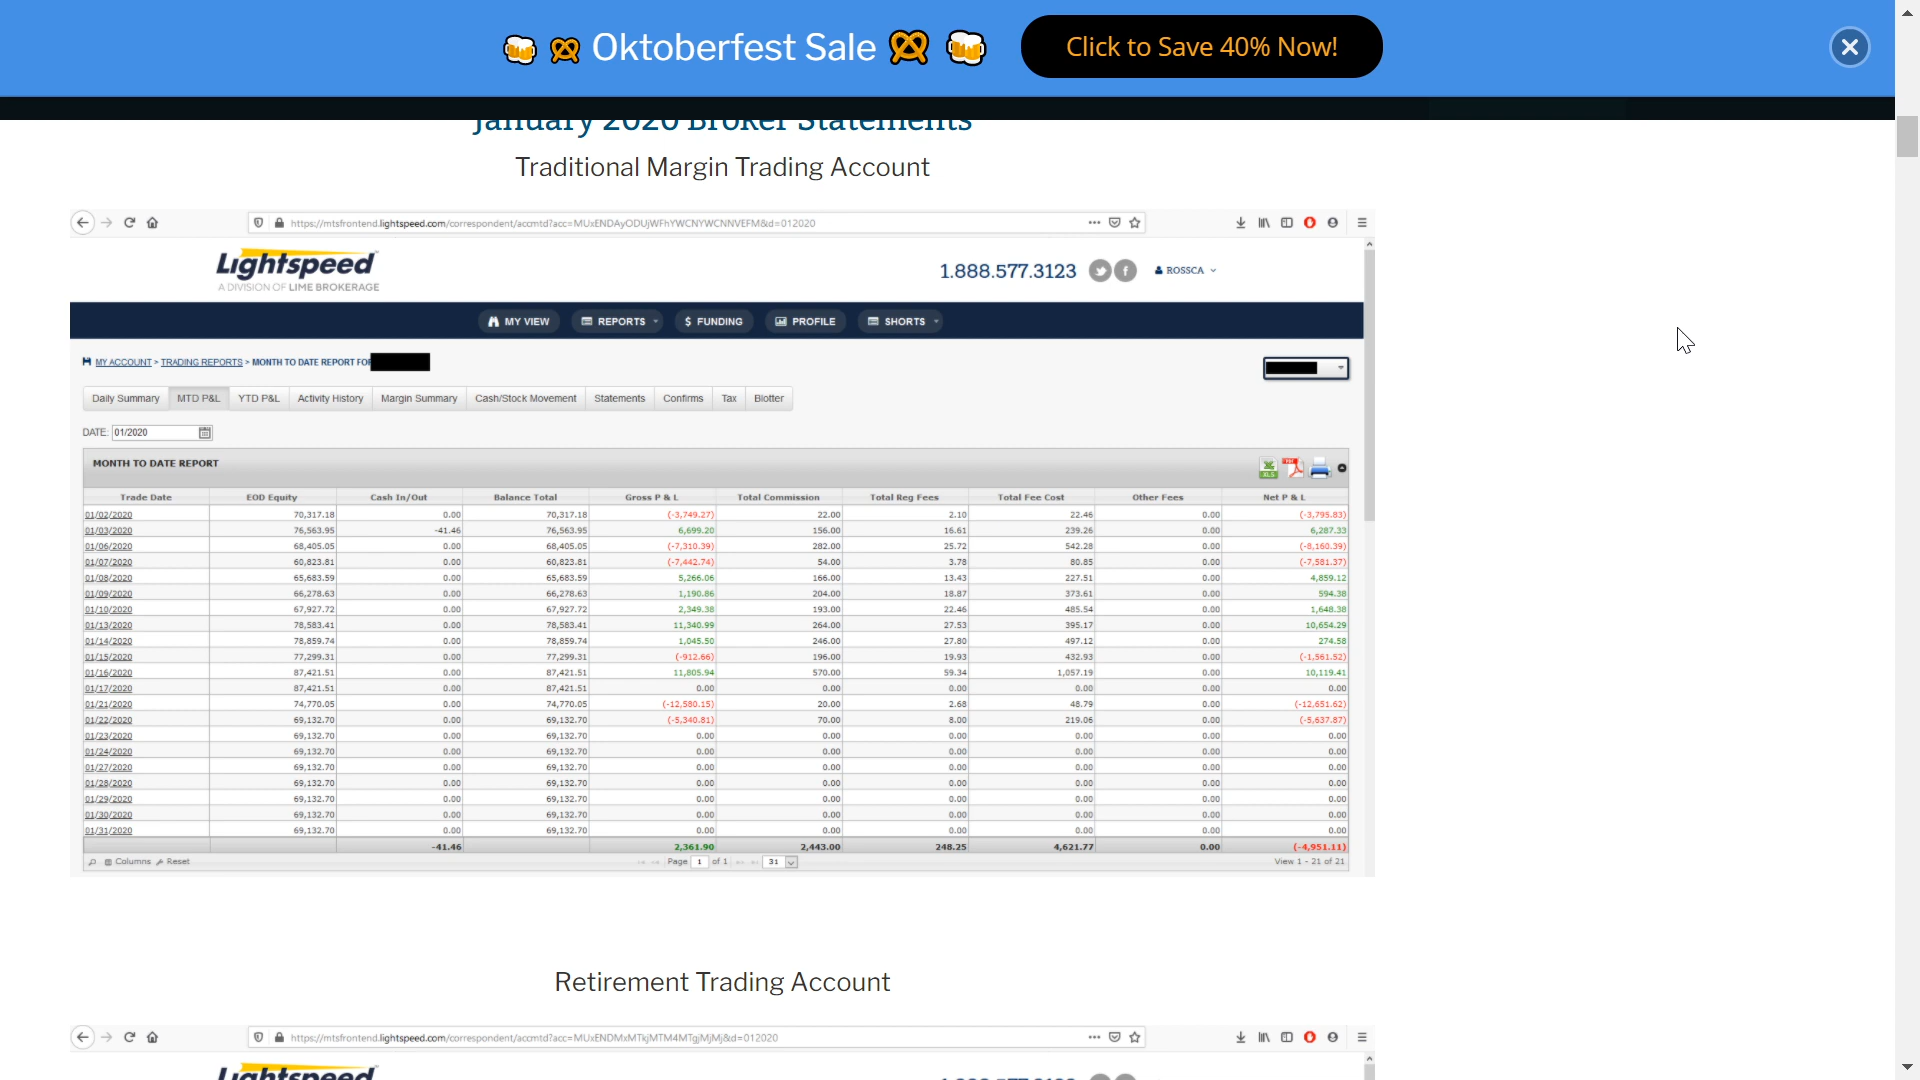 Oktoberfest Sale
Click to Save 40% Now!
January 2020 Broker Statements
Traditional Margin Trading Account
https://mtsfrontend.lightspeed.com/correspondent/accmtd?acc=MUxENDAyODUjWFhYWCNYWCNNVEFM&d=012020
Lightspeed
A DIVISION OF LIME BROKERAGE
1.888.577.3123
ROSSCA
MY VIEW REPORTS FUNDING PROFILE SHORTS
MY ACCOUNT > TRADING REPORTS > MONTH TO DATE REPORT FOR
Daily Summary MTD P&L YTD P&L Activity History Margin Summary Cash/Stock Movement Statements Confirms Tax Blotter
DATE: 01/2020
MONTH TO DATE REPORT
Trade Date EOD Equity Cash In/Out Balance Total Gross P & L Total Commission Total Reg Fees Total Fee Cost Other Fees Net P & L
01/02/2020 70,317.18 0.00 70,317.18 (-3,749.27) 22.00 2.10 22.46 0.00 (-3,795.83)
01/03/2020 76,563.95 -41.46 76,563.95 6,699.20 156.00 16.61 239.26 0.00 6,287.33
01/06/2020 68,405.05 0.00 68,405.05 (-7,310.39) 282.00 25.72 542.28 0.00 (-8,160.39)
01/07/2020 60,823.81 0.00 60,823.81 (-7,442.74) 54.00 3.78 80.85 0.00 (-7,581.37)
01/08/2020 65,683.59 0.00 65,683.59 5,266.06 166.00 13.43 227.51 0.00 4,859.12
01/09/2020 66,278.63 0.00 66,278.63 1,190.86 204.00 18.87 373.61 0.00 594.38
01/10/2020 67,927.72 0.00 67,927.72 2,349.38 193.00 22.46 485.54 0.00 1,648.38
01/13/2020 78,583.41 0.00 78,583.41 11,340.99 264.00 27.53 395.17 0.00 10,654.29
01/14/2020 78,859.74 0.00 78,859.74 1,045.50 246.00 27.80 497.12 0.00 274.58
01/15/2020 77,299.31 0.00 77,299.31 (-912.66) 196.00 19.93 432.93 0.00 (-1,561.52)
01/16/2020 87,421.51 0.00 87,421.51 11,805.94 570.00 59.34 1,057.19 0.00 10,119.41
01/17/2020 87,421.51 0.00 87,421.51 0.00 0.00 0.00 0.00 0.00 0.00
01/21/2020 74,770.05 0.00 74,770.05 (-12,580.15) 20.00 2.68 48.79 0.00 (-12,651.62)
01/22/2020 69,132.70 0.00 69,132.70 (-5,340.81) 70.00 8.00 219.06 0.00 (-5,637.87)
01/23/2020 69,132.70 0.00 69,132.70 0.00 0.00 0.00 0.00 0.00 0.00
01/24/2020 69,132.70 0.00 69,132.70 0.00 0.00 0.00 0.00 0.00 0.00
01/27/2020 69,132.70 0.00 69,132.70 0.00 0.00 0.00 0.00 0.00 0.00
01/28/2020 69,132.70 0.00 69,132.70 0.00 0.00 0.00 0.00 0.00 0.00
01/29/2020 69,132.70 0.00 69,132.70 0.00 0.00 0.00 0.00 0.00 0.00
01/30/2020 69,132.70 0.00 69,132.70 0.00 0.00 0.00 0.00 0.00 0.00
01/31/2020 69,132.70 0.00 69,132.70 0.00 0.00 0.00 0.00 0.00 0.00
-41.46 2,361.90 2,443.00 248.25 4,621.77 0.00 (-4,951.11)
Columns Reset Page 1 of 1 31 View 1 - 21 of 21
Retirement Trading Account
https://mtsfrontend.lightspeed.com/correspondent/accmtd?acc=MUxENDMxMTkjMTM4MTgjMjMj&d=012020
Lightspeed
1.888.577.3123